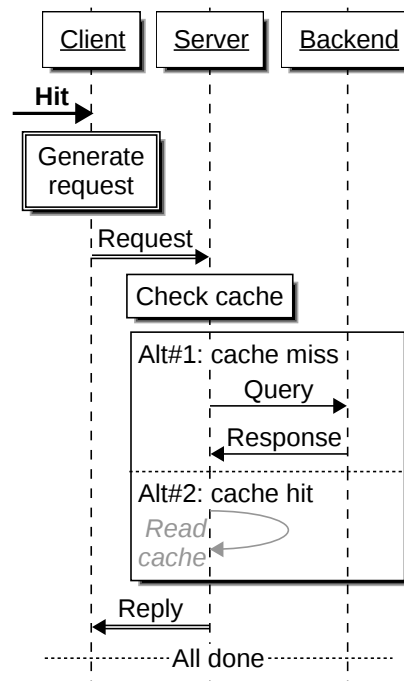 Client Server Backend
Hit
Generate
request
Request
Check cache
Alt#1: cache miss
Query
Response
Alt#2: cache hit
Read
cache
Reply
All done